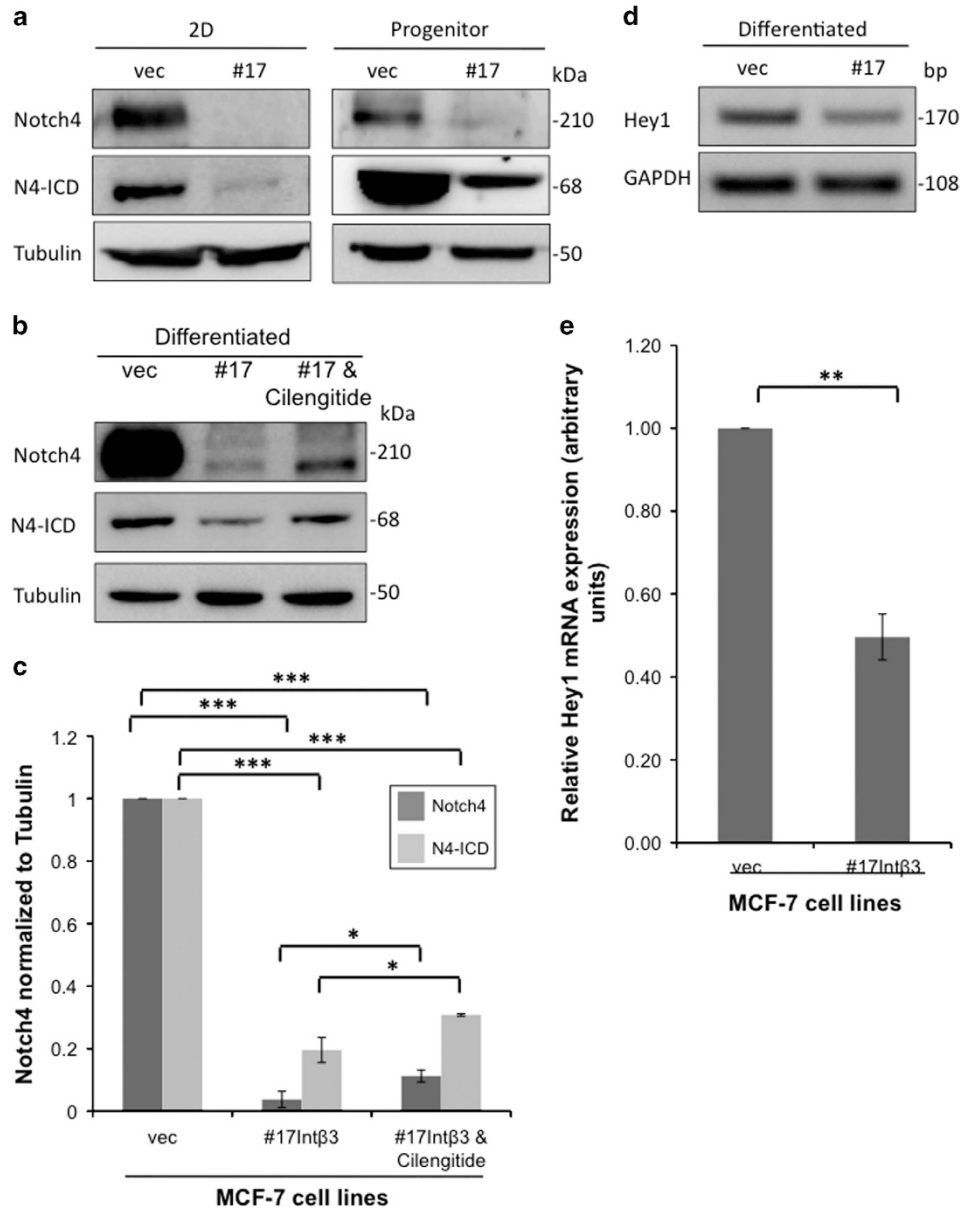 a
2D
Progenitor
vec #17
vec #17 kDa
Notch4
-210
N4-ICD
-68
Tubulin
-50
b
Differentiated
vec #17 #17 &
Cilengitide
kDa
Notch4
-210
N4-ICD
-68
Tubulin
-50
c
***
***
***
***
*
*
Notch4 normalized to Tubulin
1.2
1
0.8
0.6
0.4
0.2
0
Notch4
N4-ICD
vec #17Intβ3 #17Intβ3 &
Cilengitide
MCF-7 cell lines
d
Differentiated
vec #17 bp
Hey1
-170
GAPDH
-108
e
**
Relative Hey1 mRNA expression (arbitrary
units)
1.20
1.00
0.80
0.60
0.40
0.20
0.00
vec #17Intβ3
MCF-7 cell lines